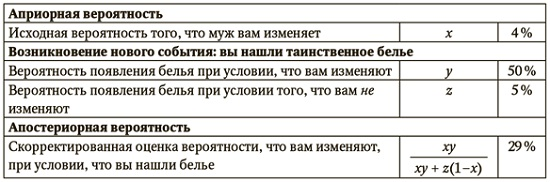 Априорная вероятность
Исходная вероятность того, что муж вам изменяет x 4%
Возникновение нового события: вы нашли таинственное белье
Вероятность появления белья при условии, что вам изменяют y 50%
Вероятность появления белья при условии того, что вам не z 5%
изменяют
Апостериорная вероятность
Скорректированная оценка вероятности, что вам изменяют, xy 29%
при условии, что вы нашли белье xy + z(1–x)